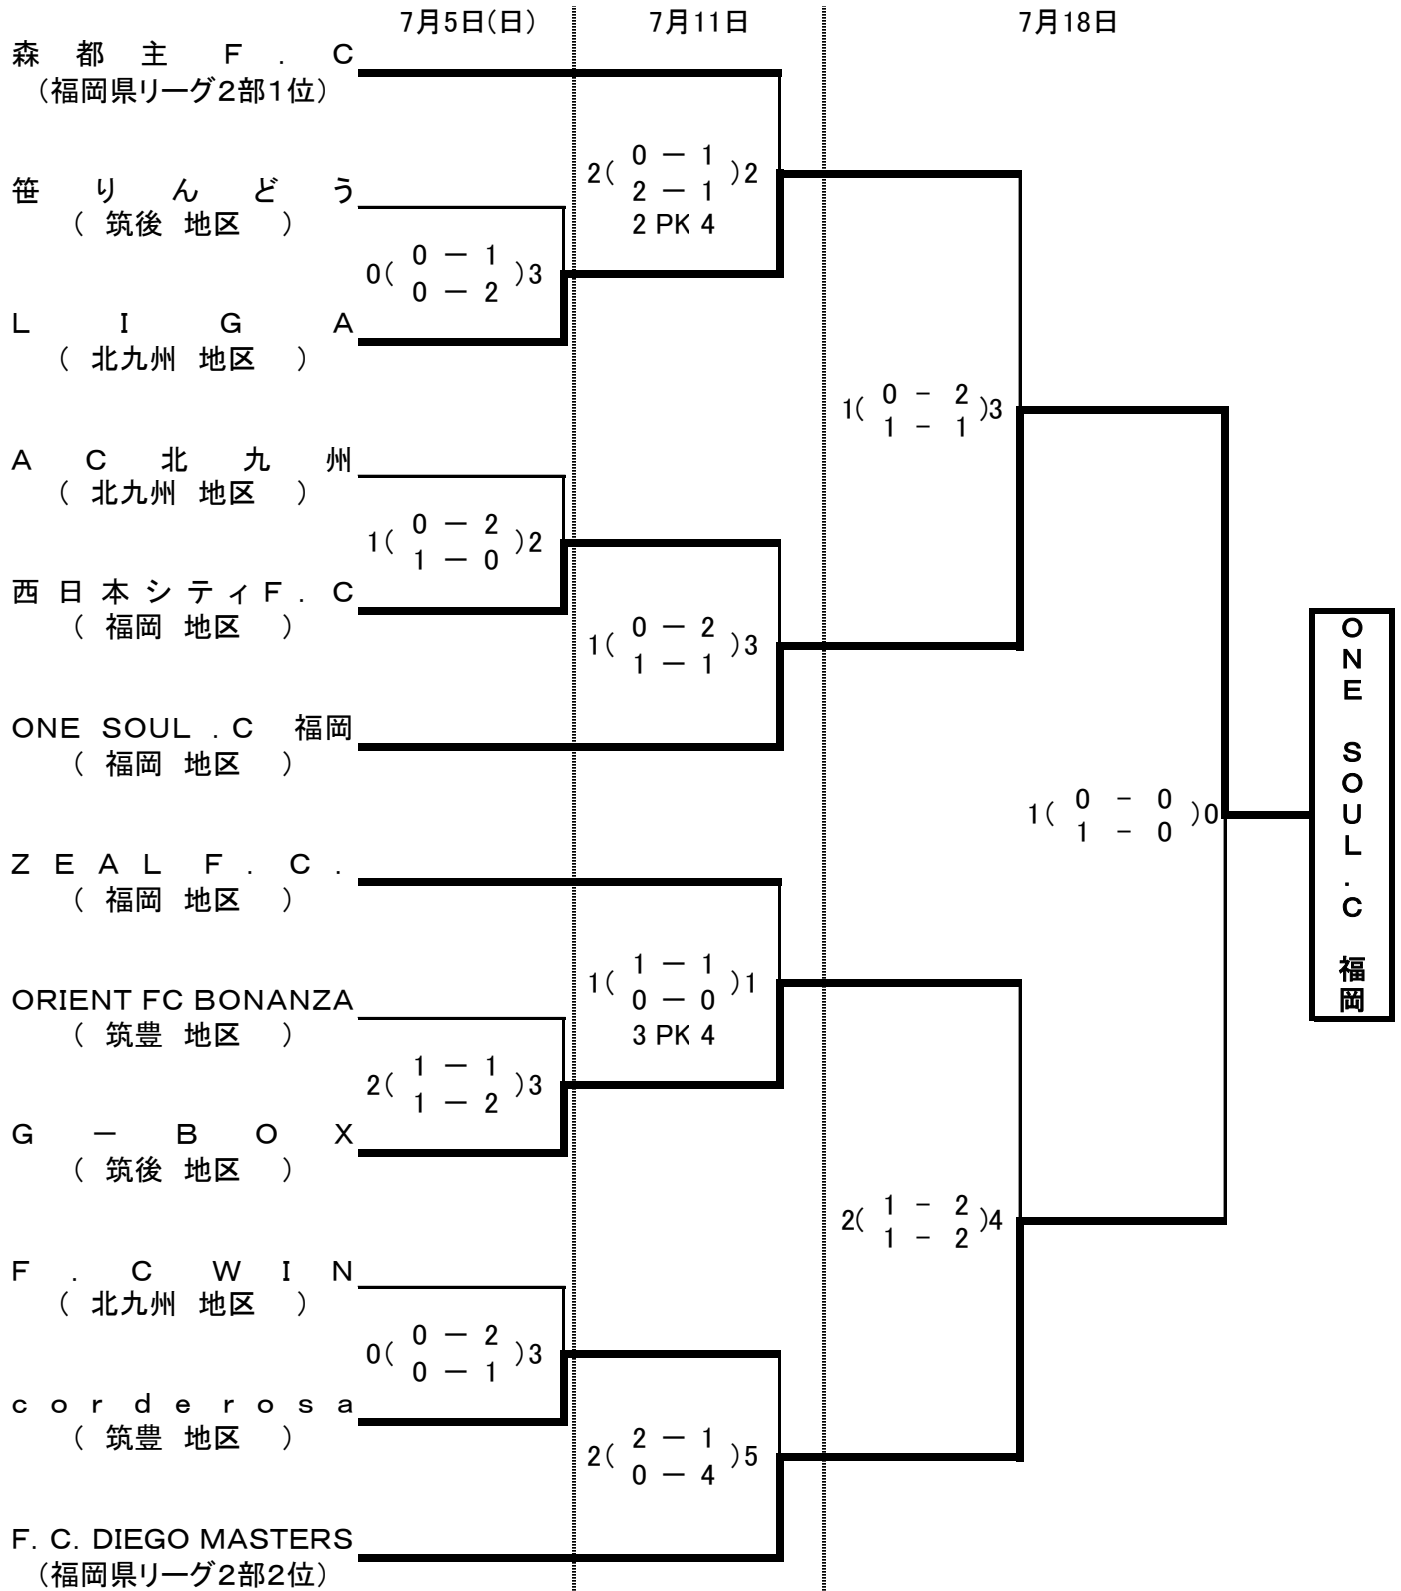 7月5日(日) 7月11日 7月18日
森都主F.C
(福岡県リーグ2部1位)
0 － 1
2( )2
2 － 1
2 PK 4
笹りんどう
( 筑後 地区 )
0 － 1
0( )3
0 － 2
LIGA
( 北九州 地区 )
0 - 2
1( )3
1 - 1
AC北九州
( 北九州 地区 )
0 － 2
1( )2
1 － 0
西日本シティF.C
( 福岡 地区 )
0 － 2
1( )3
1 － 1
ONE SOUL .C 福岡
( 福岡 地区 )
0 - 0
1( )0
1 - 0
ONE SOUL.C 福岡
ZEAL F.C.
( 福岡 地区 )
1 － 1
1( )1
0 － 0
3 PK 4
ORIENT FC BONANZA
( 筑豊 地区 )
1 － 1
2( )3
1 － 2
G－BOX
( 筑後 地区 )
1 - 2
2( )4
1 - 2
F.C WIN
( 北九州 地区 )
0 － 2
0( )3
0 － 1
corderosa
( 筑豊 地区 )
2 － 1
2( )5
0 － 4
F.C.DIEGO MASTERS
(福岡県リーグ2部2位)